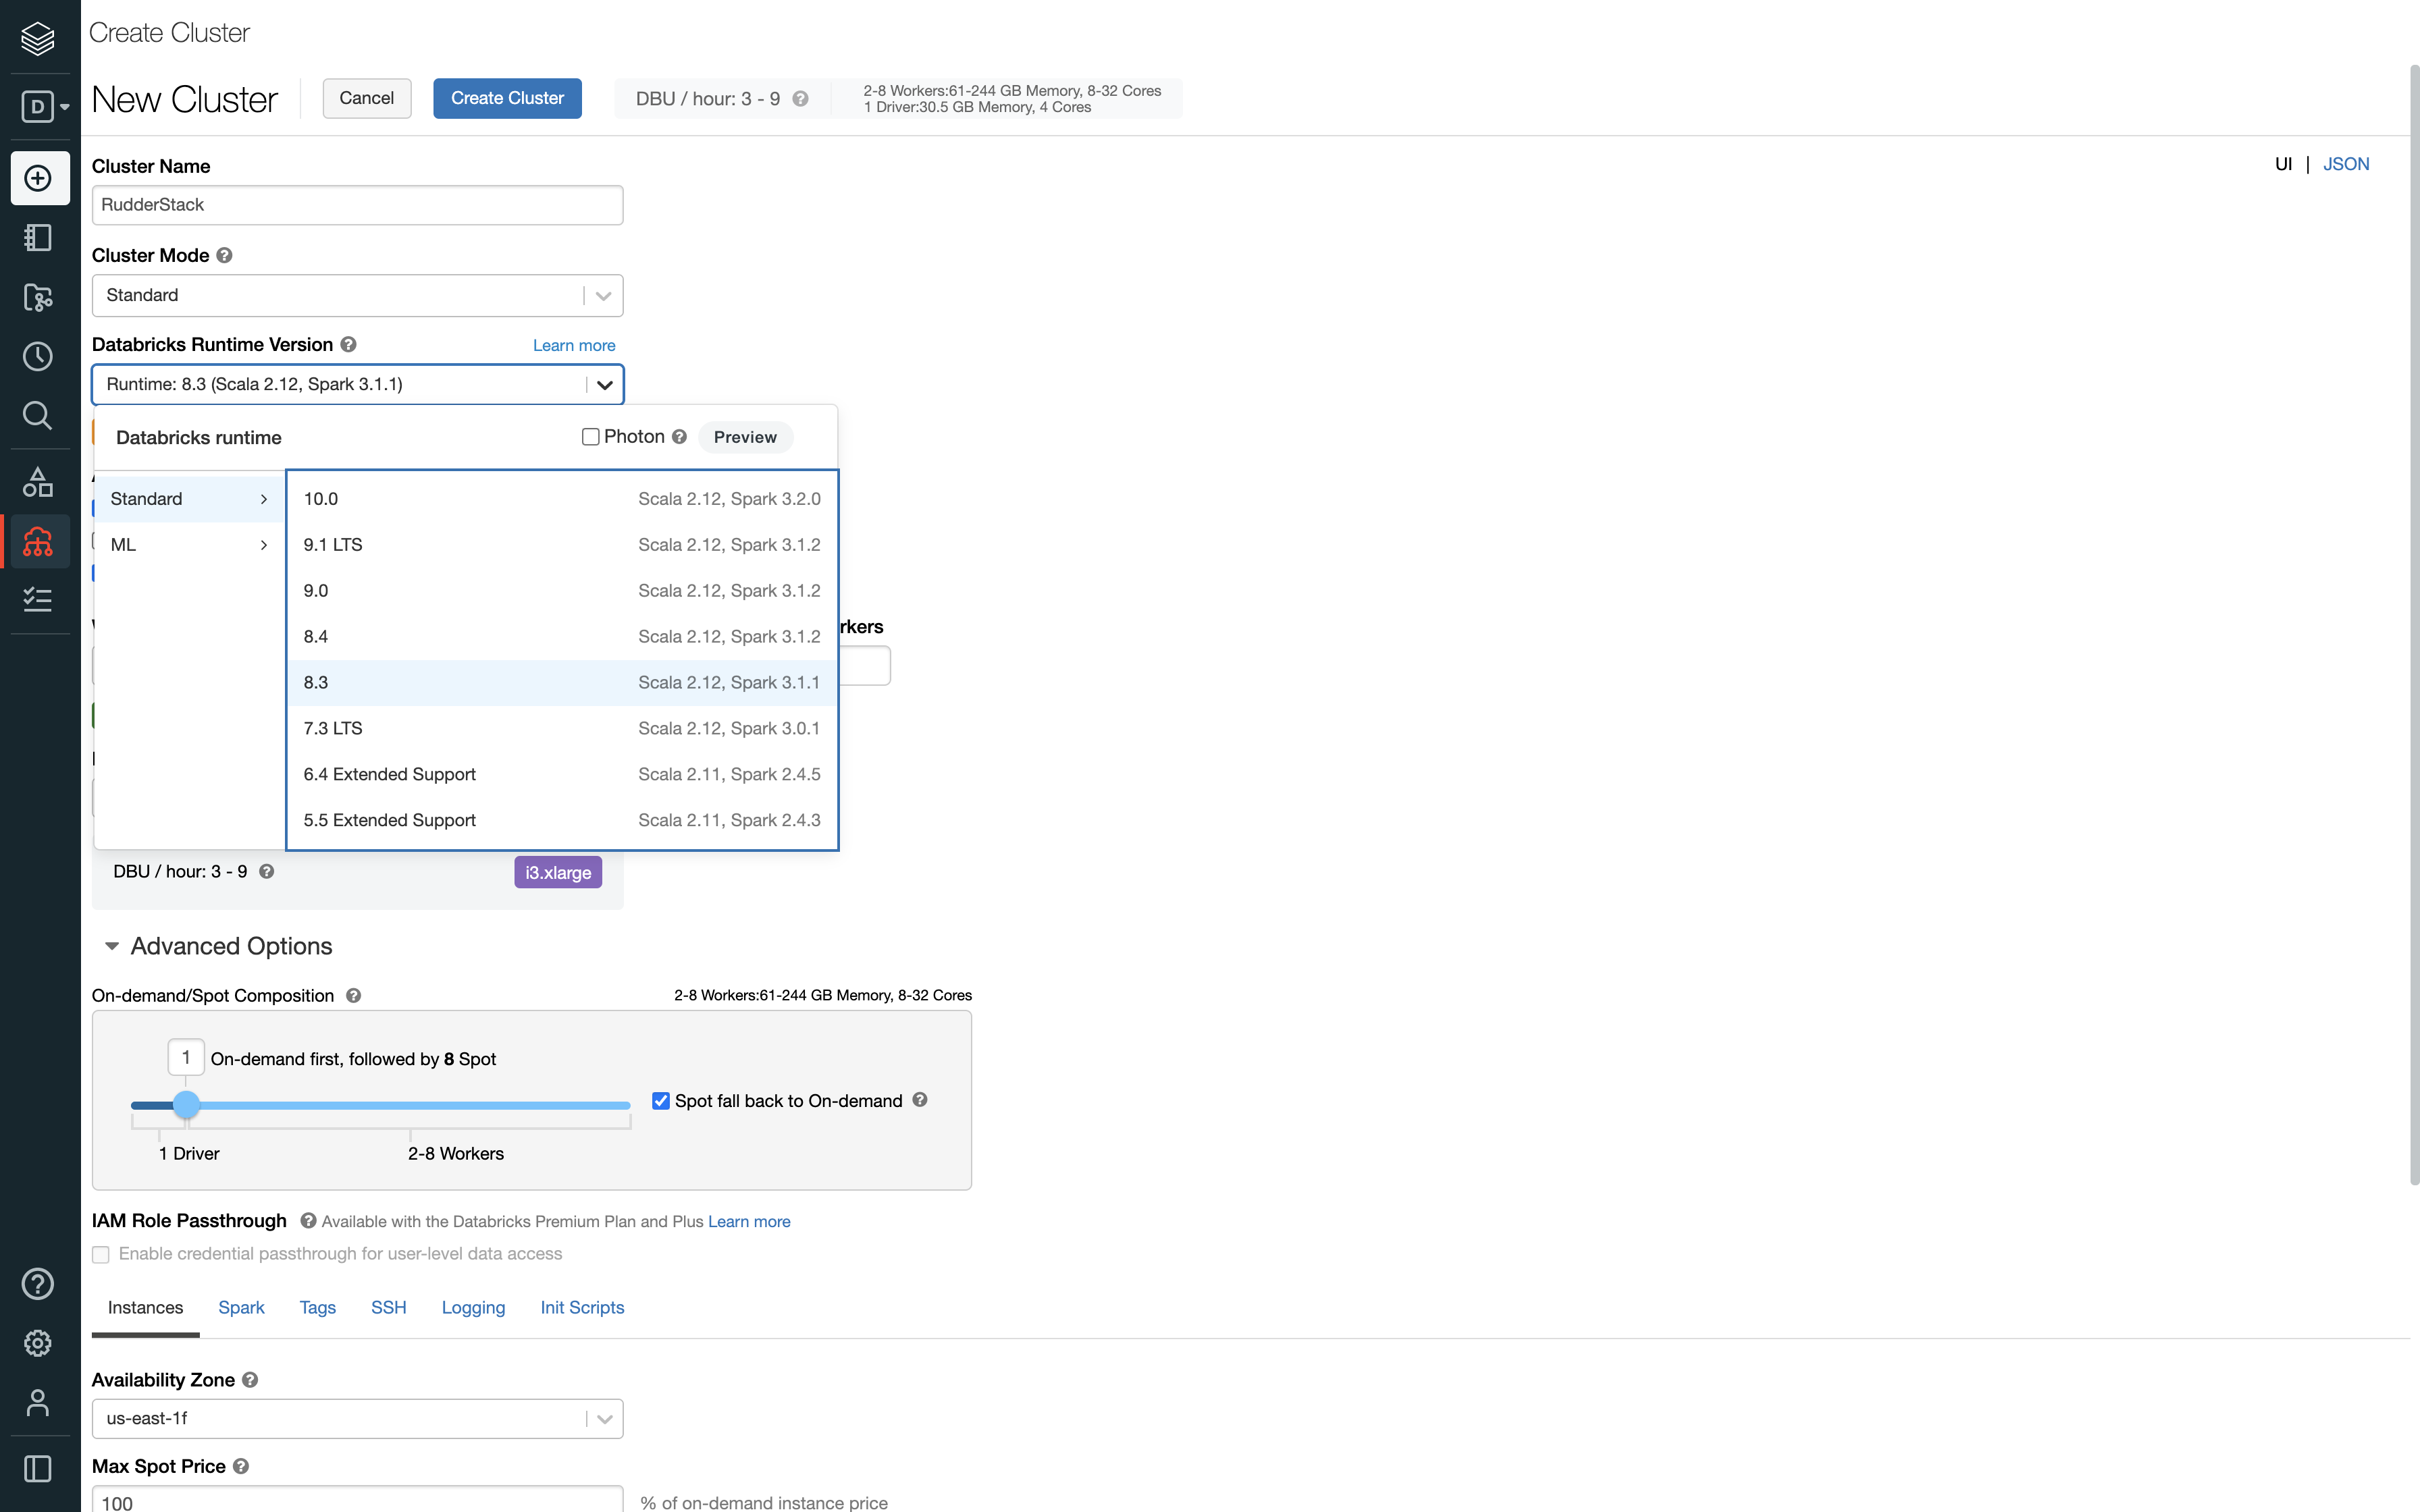 Create Cluster
D
New Cluster
Cancel
Create Cluster
DBU / hour: 3 - 9
2-8 Workers:61-244 GB Memory, 8-32 Cores
1 Driver:30.5 GB Memory, 4 Cores
UI | JSON
Cluster Name
RudderStack
Cluster Mode
Standard
Databricks Runtime Version
Learn more
Runtime: 8.3 (Scala 2.12, Spark 3.1.1)
Databricks runtime
Photon
Preview
Standard
ML
10.0 Scala 2.12, Spark 3.2.0
9.1 LTS Scala 2.12, Spark 3.1.2
9.0 Scala 2.12, Spark 3.1.2
8.4 Scala 2.12, Spark 3.1.2
8.3 Scala 2.12, Spark 3.1.1
7.3 LTS Scala 2.12, Spark 3.0.1
6.4 Extended Support Scala 2.11, Spark 2.4.5
5.5 Extended Support Scala 2.11, Spark 2.4.3
rkers
DBU / hour: 3 - 9
i3.xlarge
Advanced Options
On-demand/Spot Composition
2-8 Workers:61-244 GB Memory, 8-32 Cores
1 On-demand first, followed by 8 Spot
Spot fall back to On-demand
1 Driver
2-8 Workers
IAM Role Passthrough Available with the Databricks Premium Plan and Plus Learn more
Enable credential passthrough for user-level data access
Instances Spark Tags SSH Logging Init Scripts
Availability Zone
us-east-1f
Max Spot Price
100 % of on-demand instance price